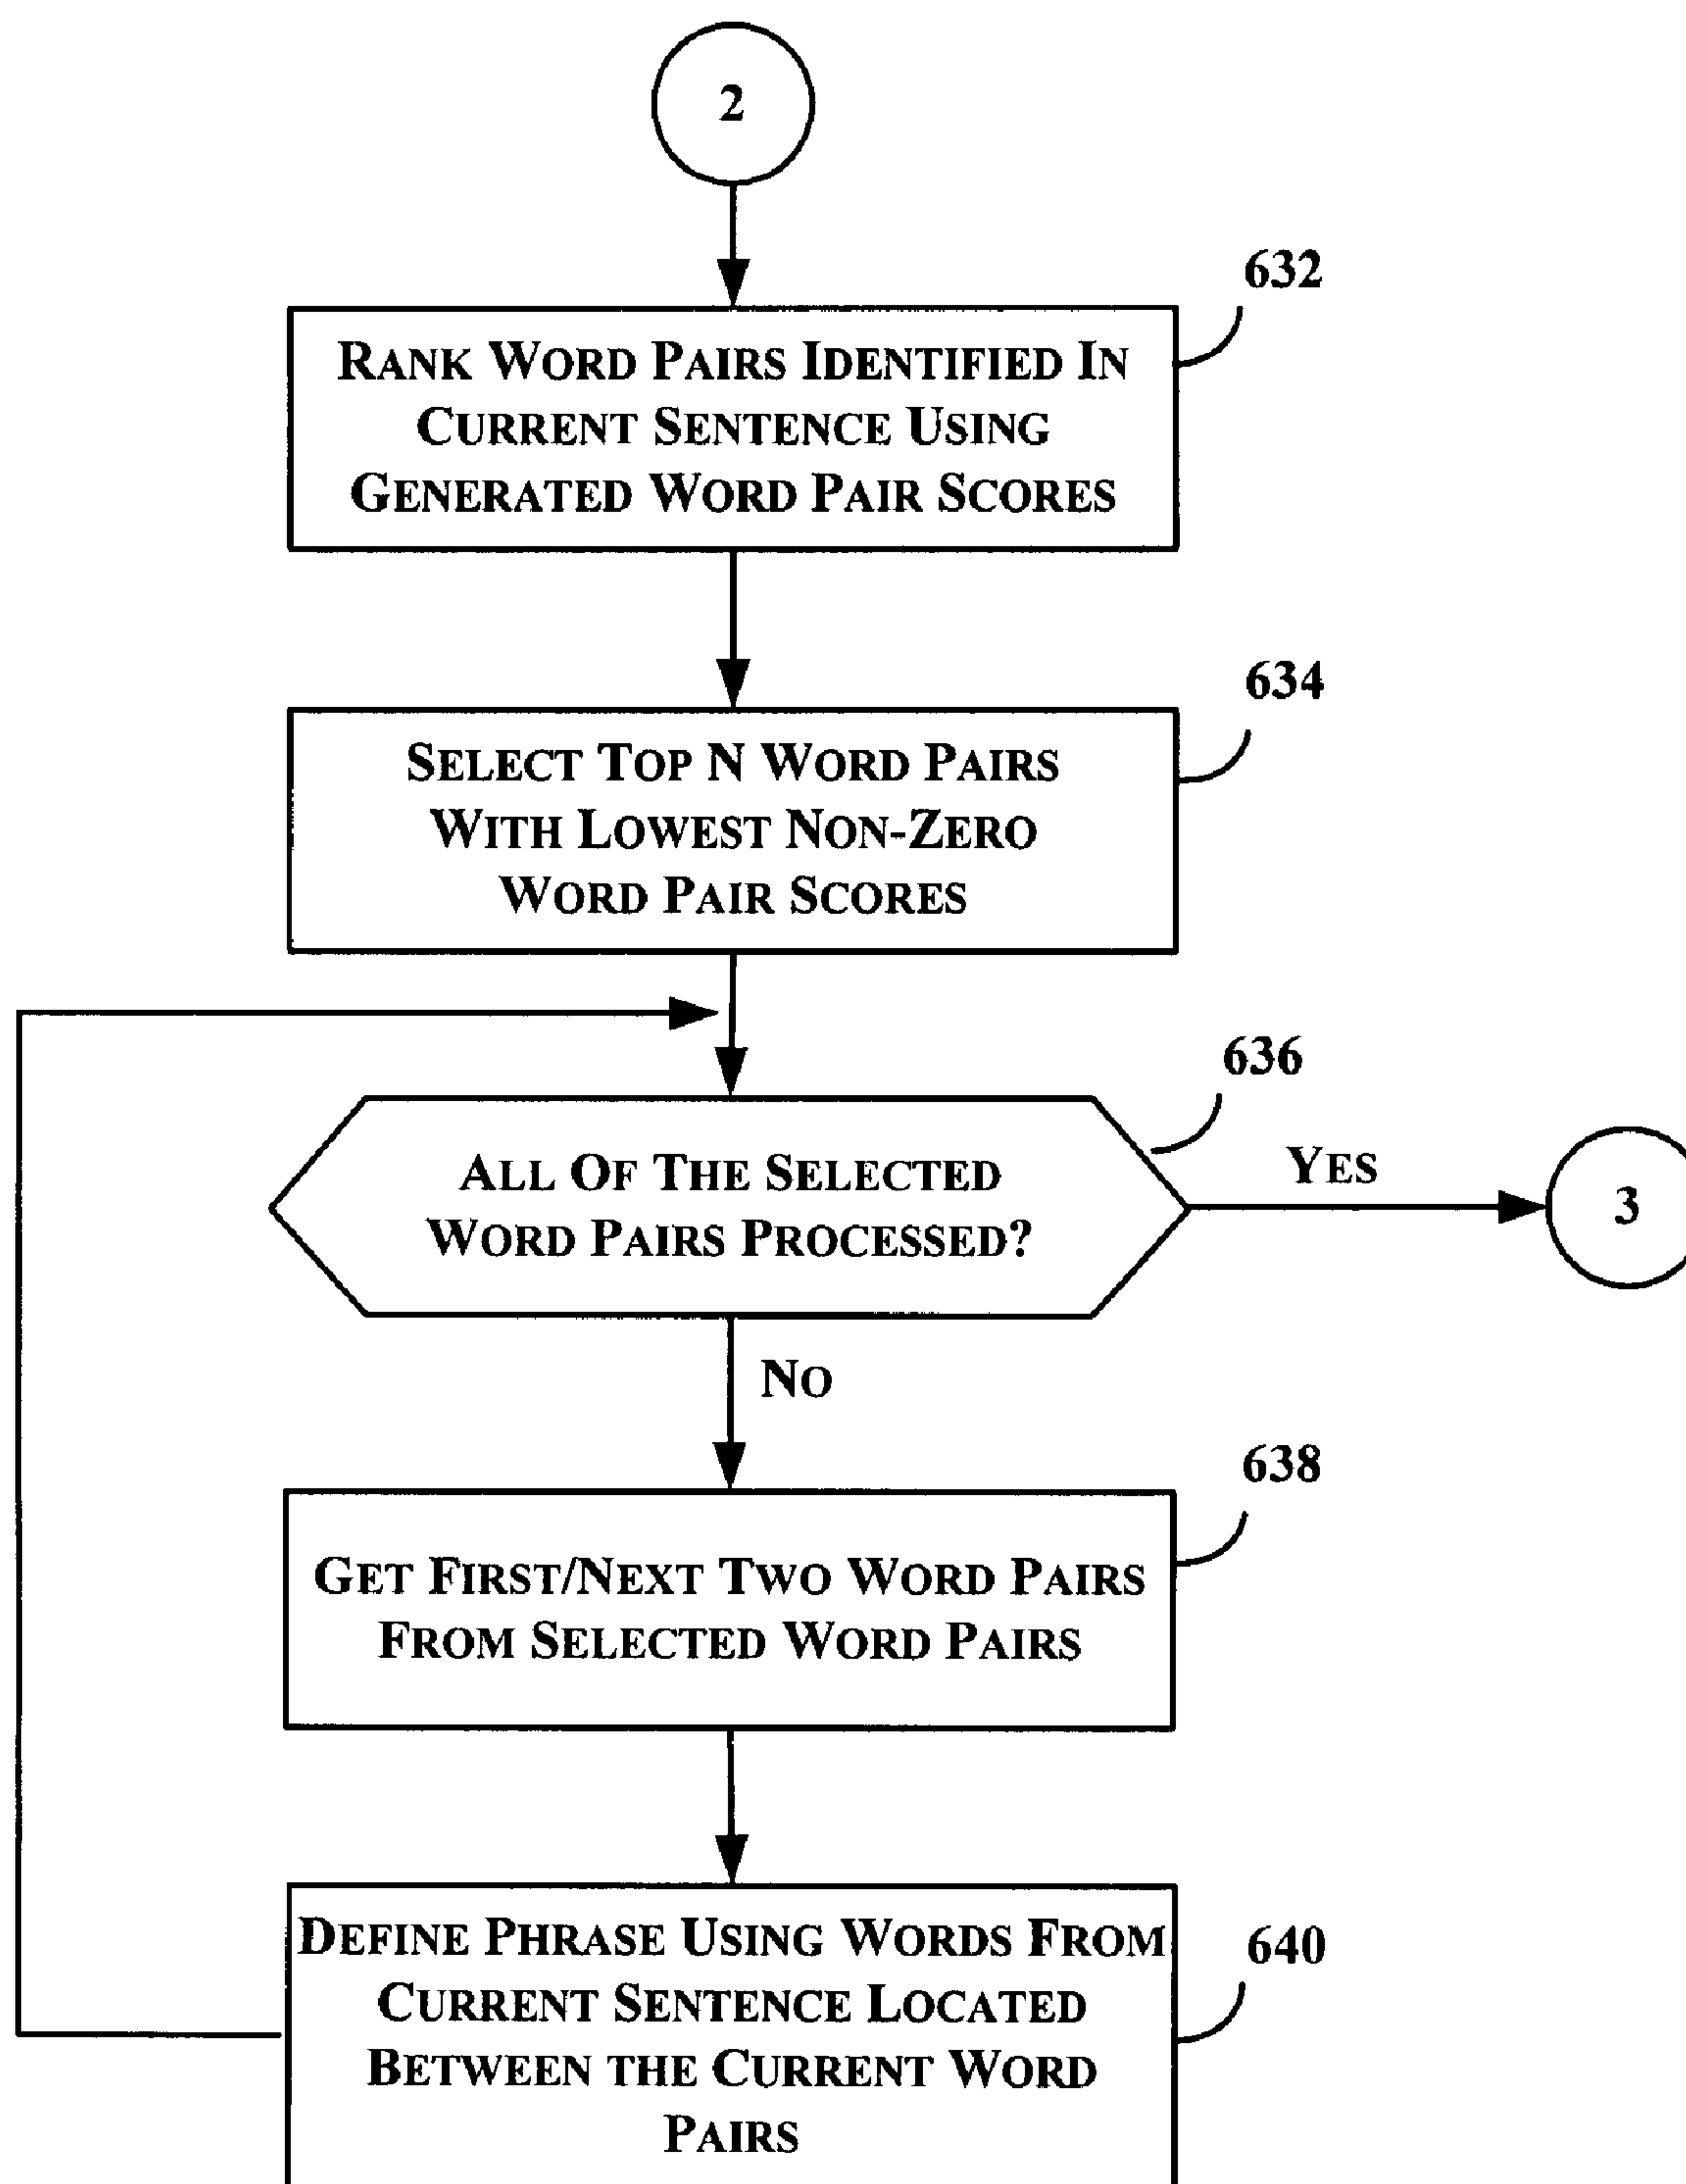 2
632
RANK WORD PAIRS IDENTIFIED IN
CURRENT SENTENCE USING
GENERATED WORD PAIR SCORES
634
SELECT TOP N WORD PAIRS
WITH LOWEST NON-ZERO
WORD PAIR SCORES
636
ALL OF THE SELECTED
WORD PAIRS PROCESSED?
YES
3
NO
638
GET FIRST/NEXT TWO WORD PAIRS
FROM SELECTED WORD PAIRS
640
DEFINE PHRASE USING WORDS FROM
CURRENT SENTENCE LOCATED
BETWEEN THE CURRENT WORD
PAIRS